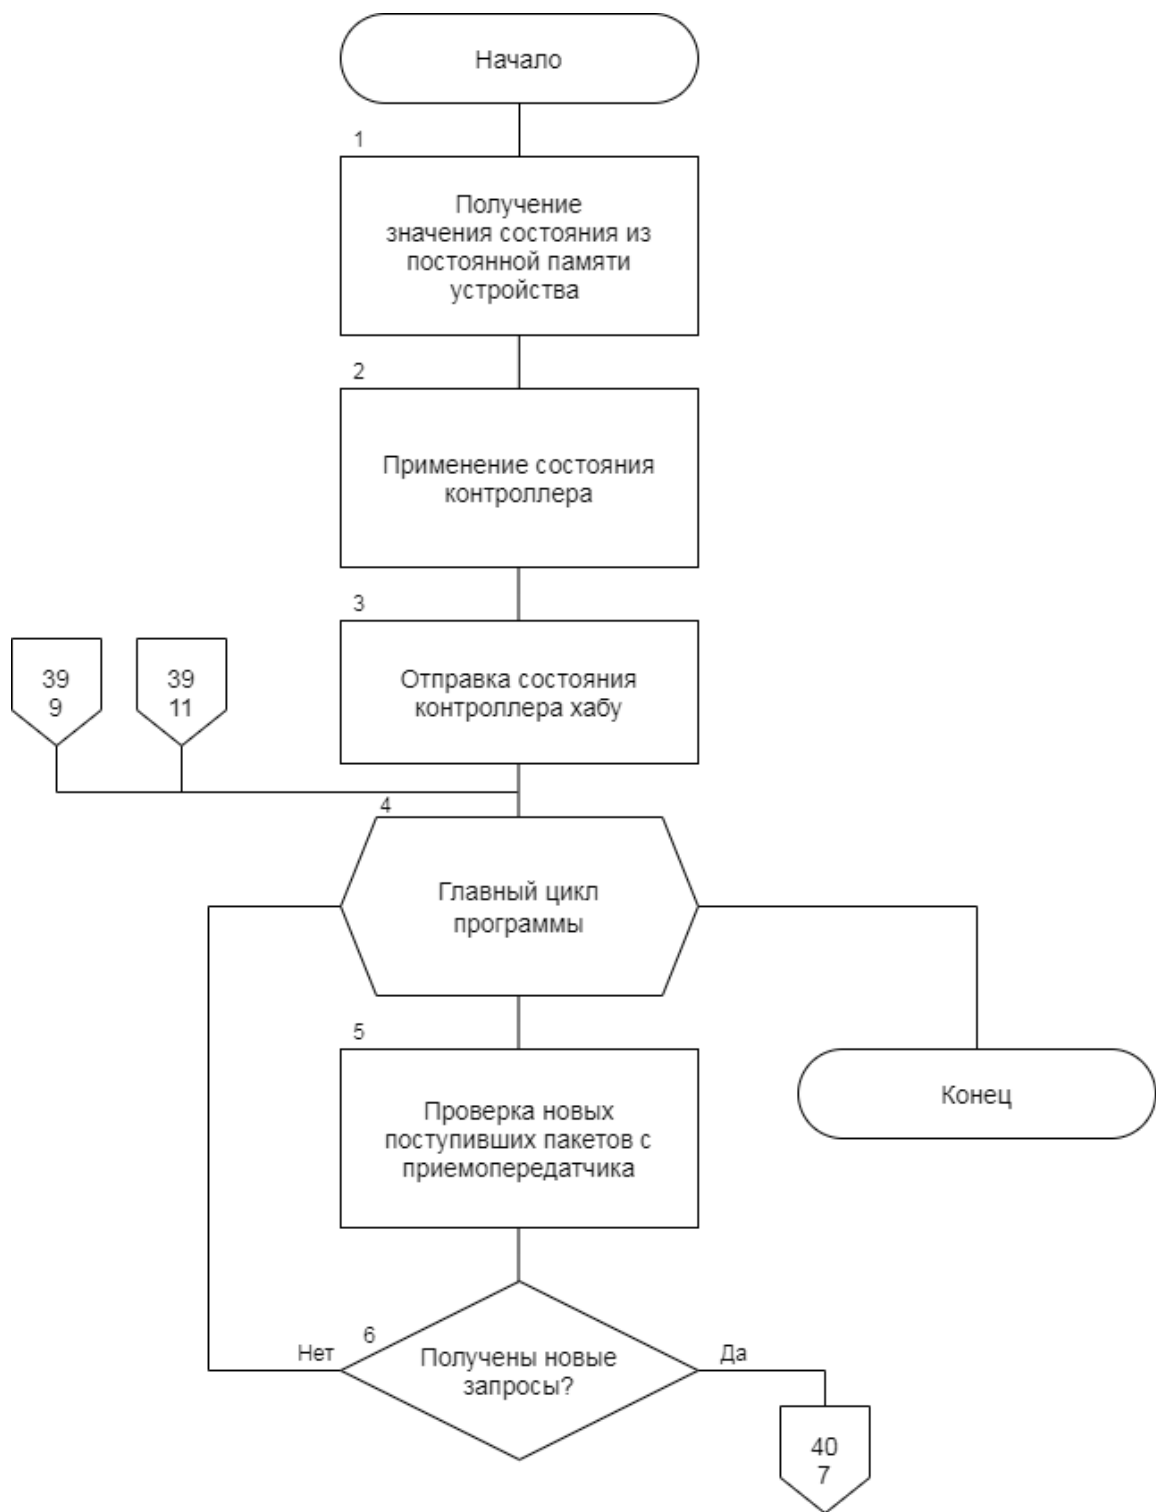 Начало
1
Получение
значения состояния из
постоянной памяти
устройства
2
Применение состояния
контроллера
3
Отправка состояния
контроллера хабу
39
9
39
11
4
Главный цикл
программы
5
Проверка новых
поступивших пакетов с
приемопередатчика
Конец
6
Нет
Получены новые
запросы?
Да
40
7